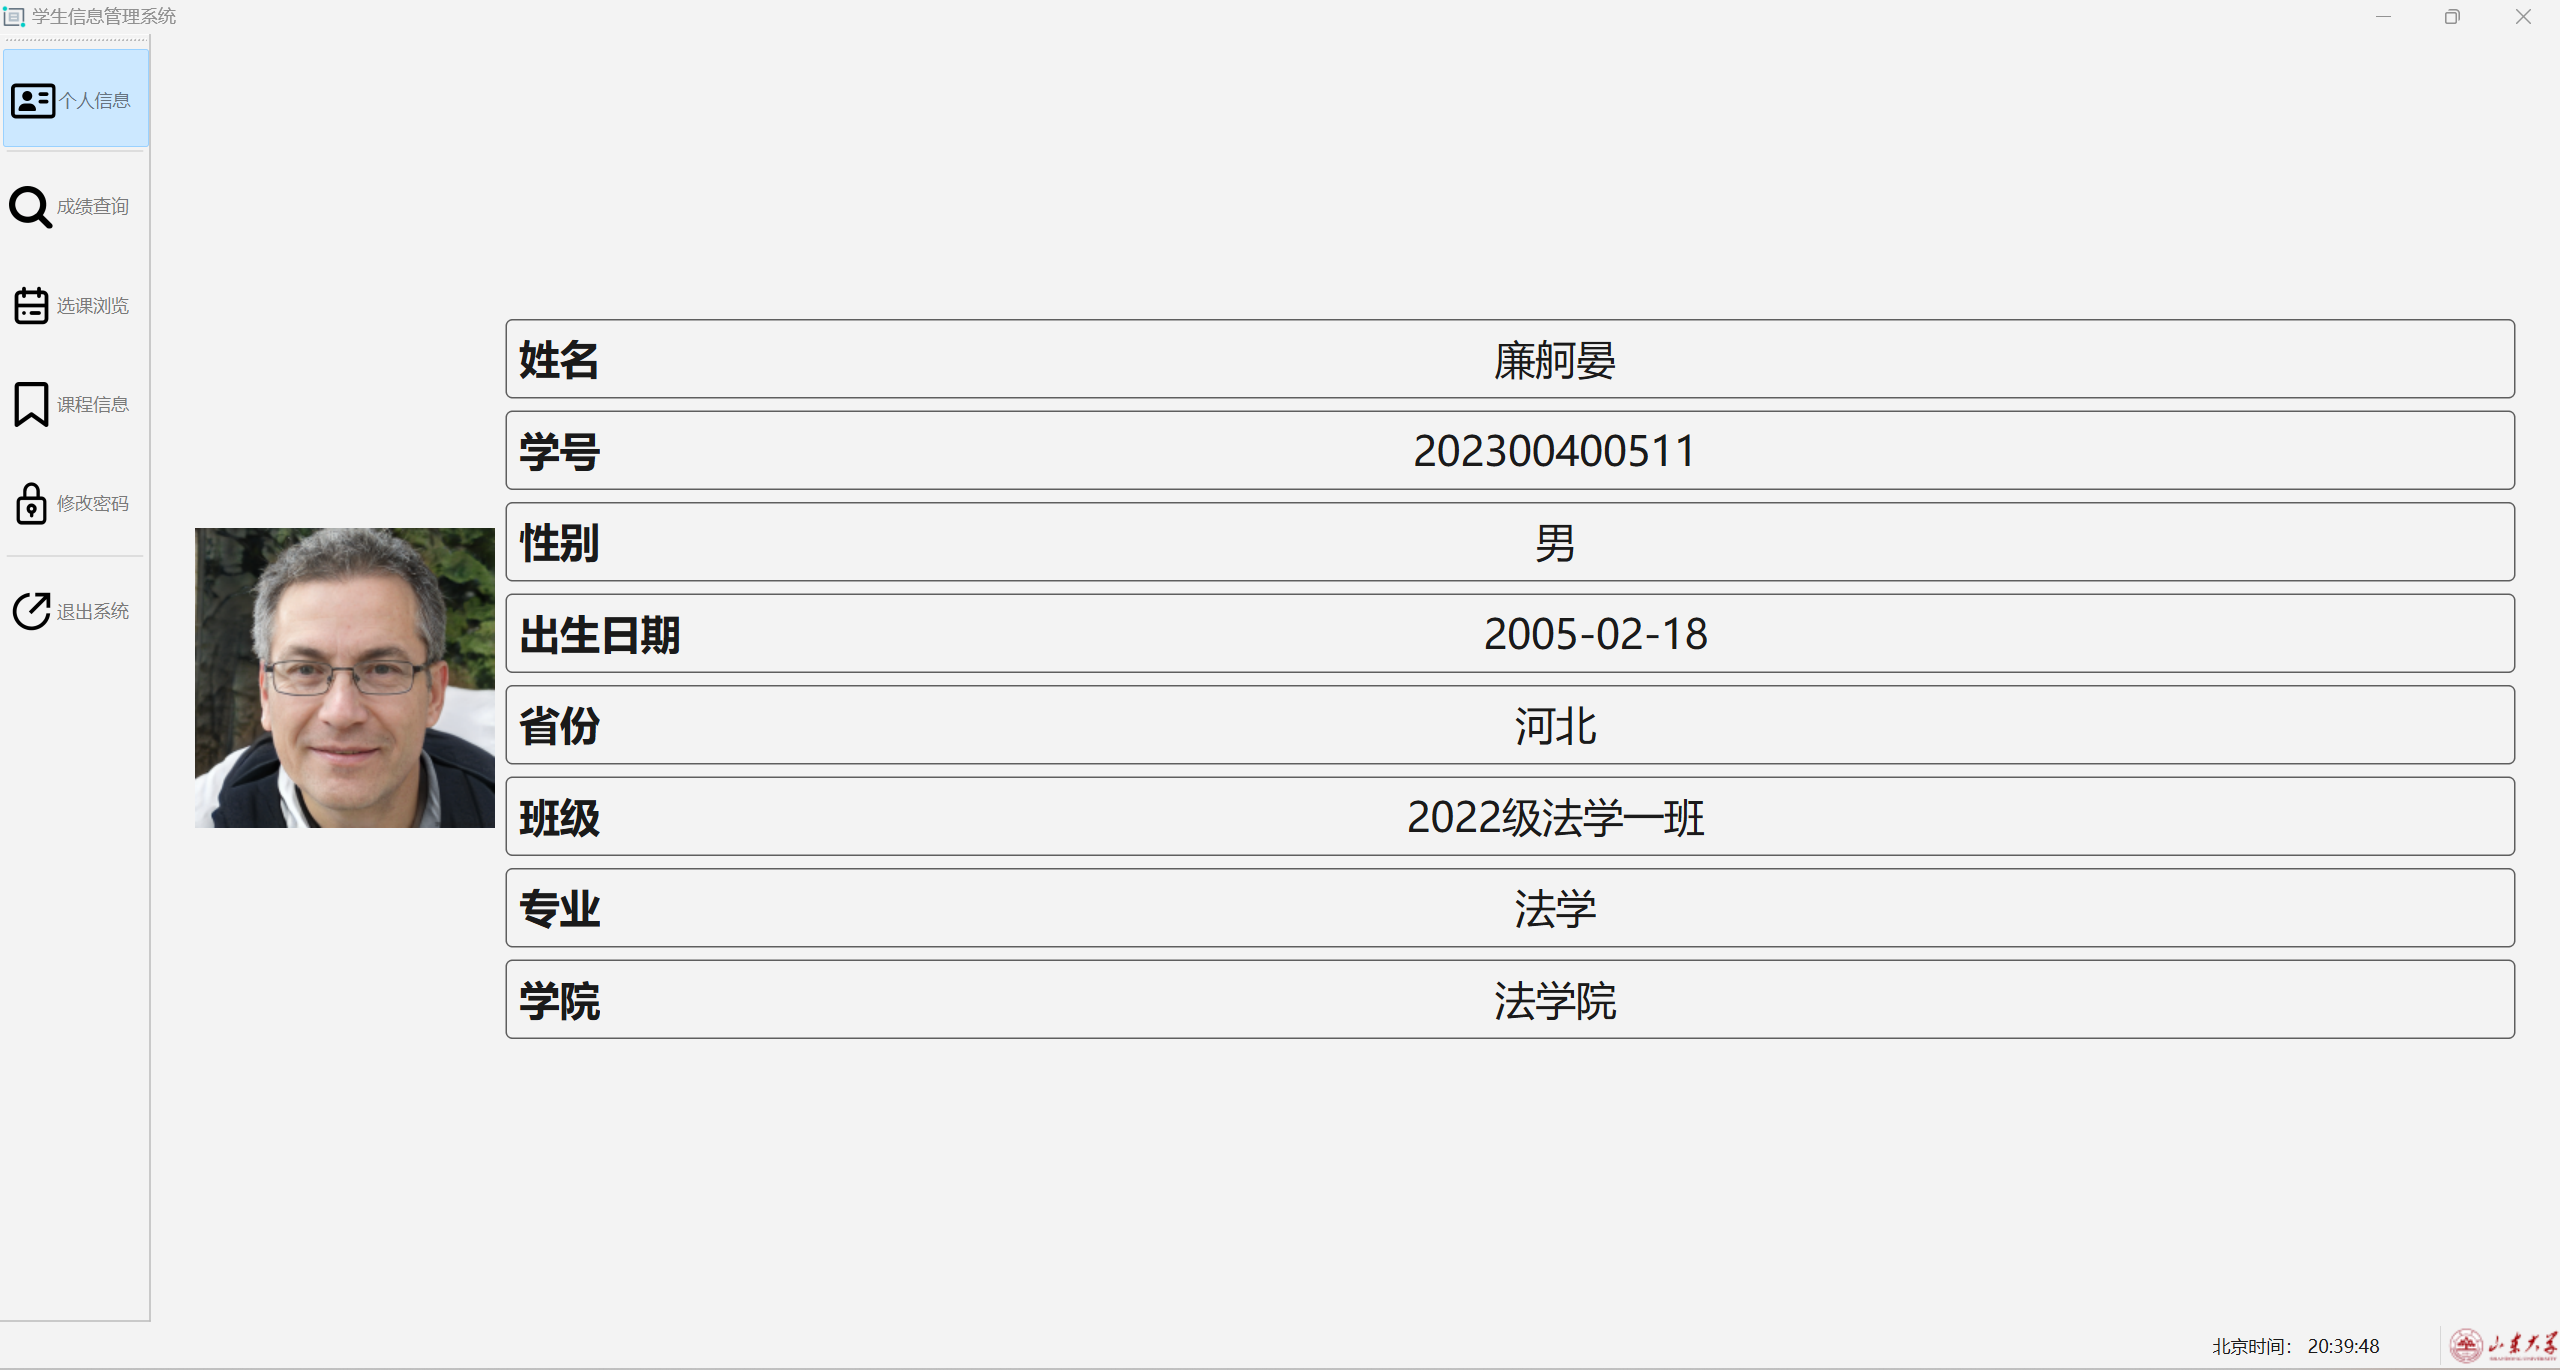 学生信息管理系统
个人信息
成绩查询
选课浏览
课程信息
修改密码
退出系统
姓名 廉舸晏
学号 202300400511
性别 男
出生日期 2005-02-18
省份 河北
班级 2022级法学一班
专业 法学
学院 法学院
北京时间： 20:39:48
山东大学